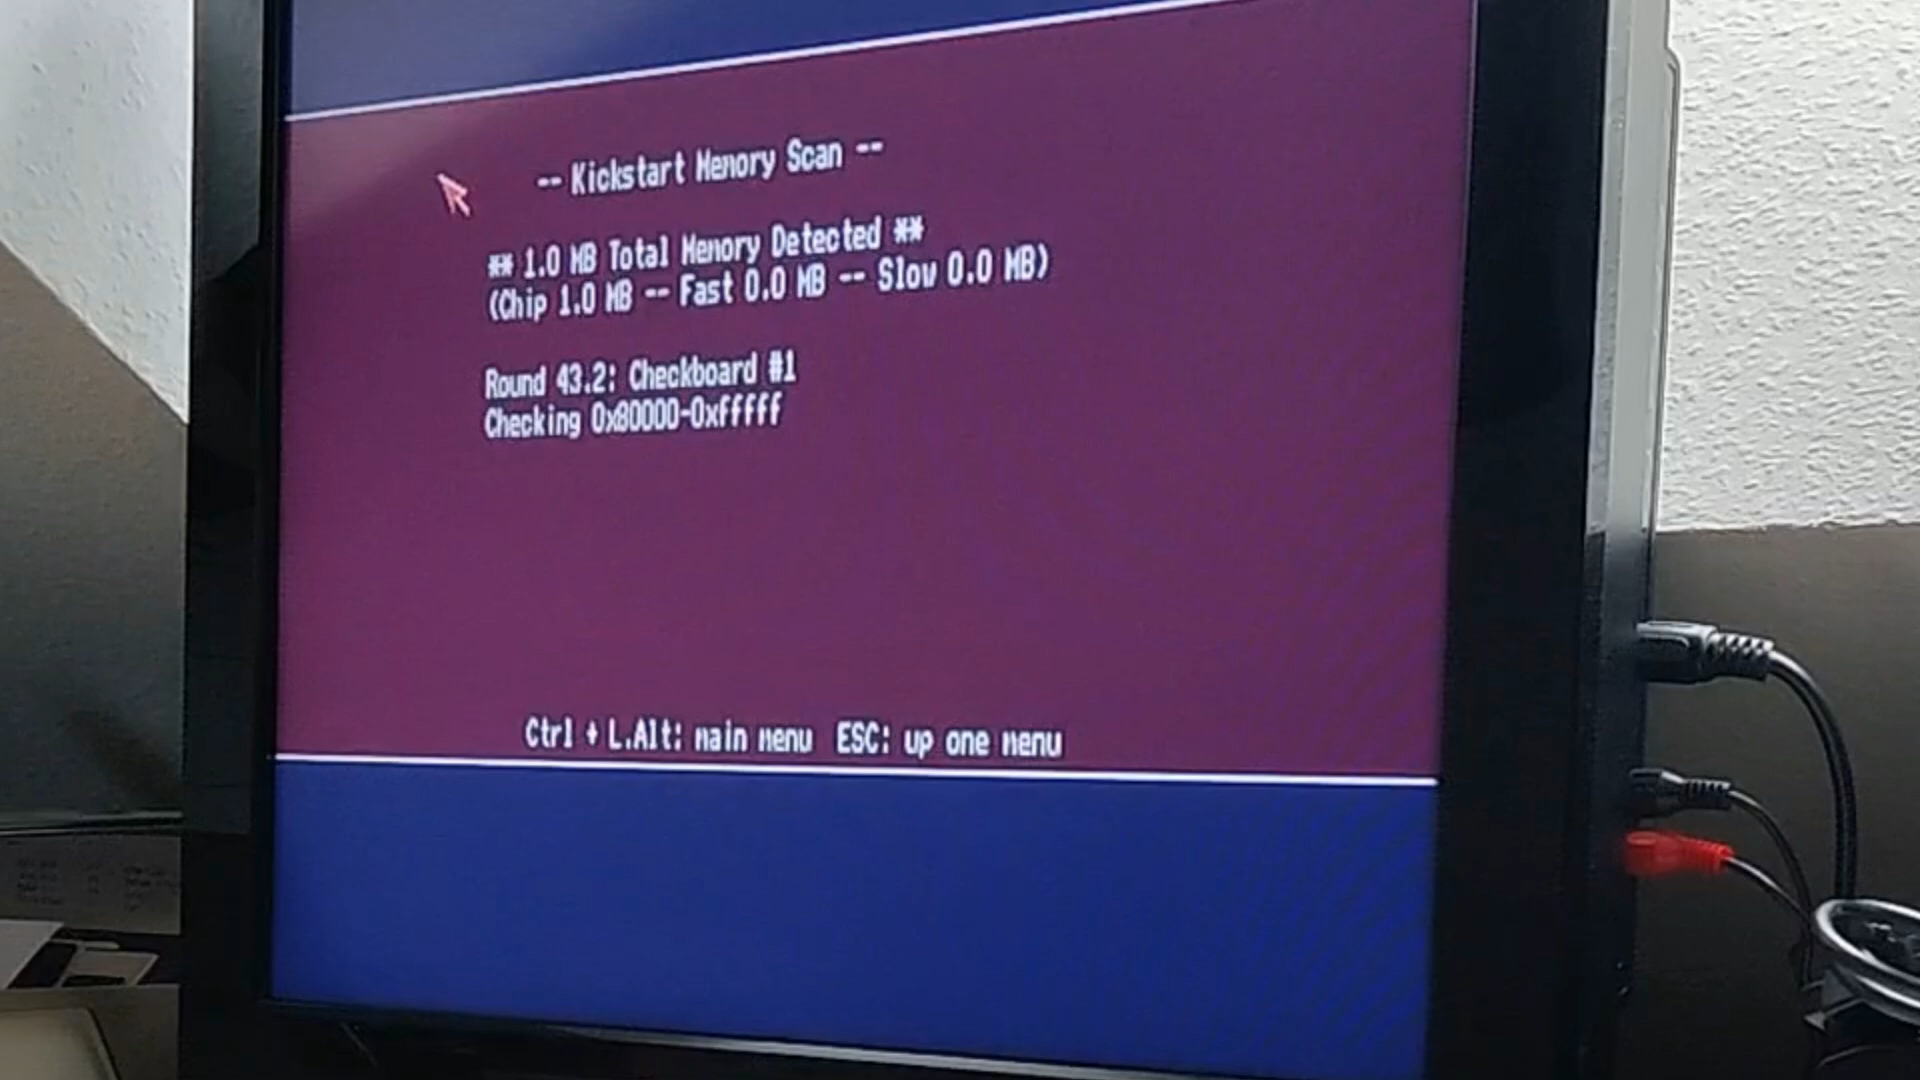 -- Kickstart Memory Scan --
** 1.0 MB Total Memory Detected **
(Chip 1.0 MB -- Fast 0.0 MB -- Slow 0.0 MB)
Round 43.2: Checkboard #1
Checking 0x80000-0xfffff
Ctrl + L.Alt: main menu ESC: up one menu